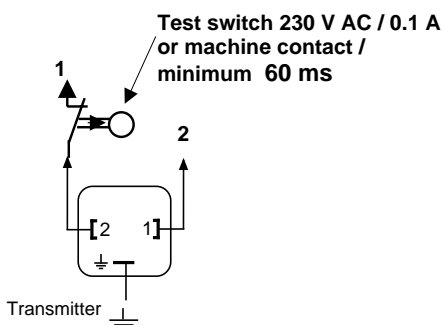 Test switch 230 V AC / 0.1 A
or machine contact /
minimum 60 ms
1
2
2 1
Transmitter